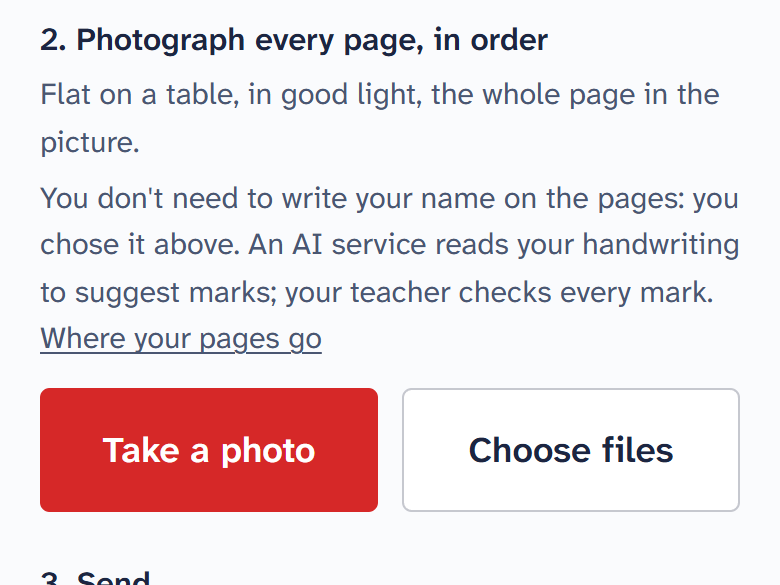 2. Photograph every page, in order
Flat on a table, in good light, the whole page in the
picture.
You don't need to write your name on the pages: you
chose it above. An AI service reads your handwriting
to suggest marks; your teacher checks every mark.
Where your pages go
Take a photo
Choose files
3. Send